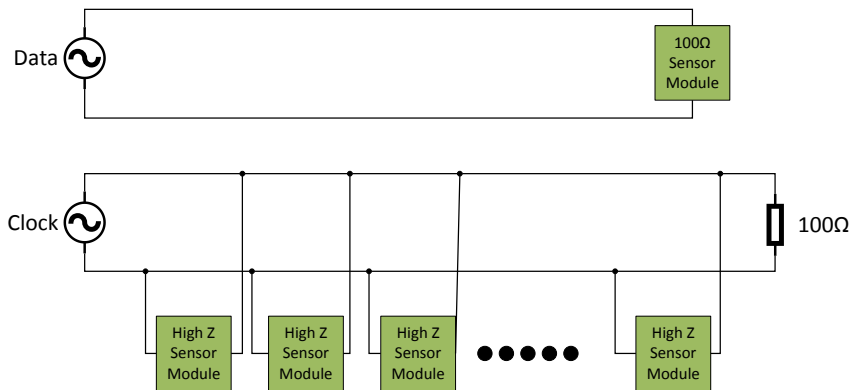 Data
100Ω
Sensor
Module
Clock
100Ω
High Z
Sensor
Module
High Z
Sensor
Module
High Z
Sensor
Module
High Z
Sensor
Module